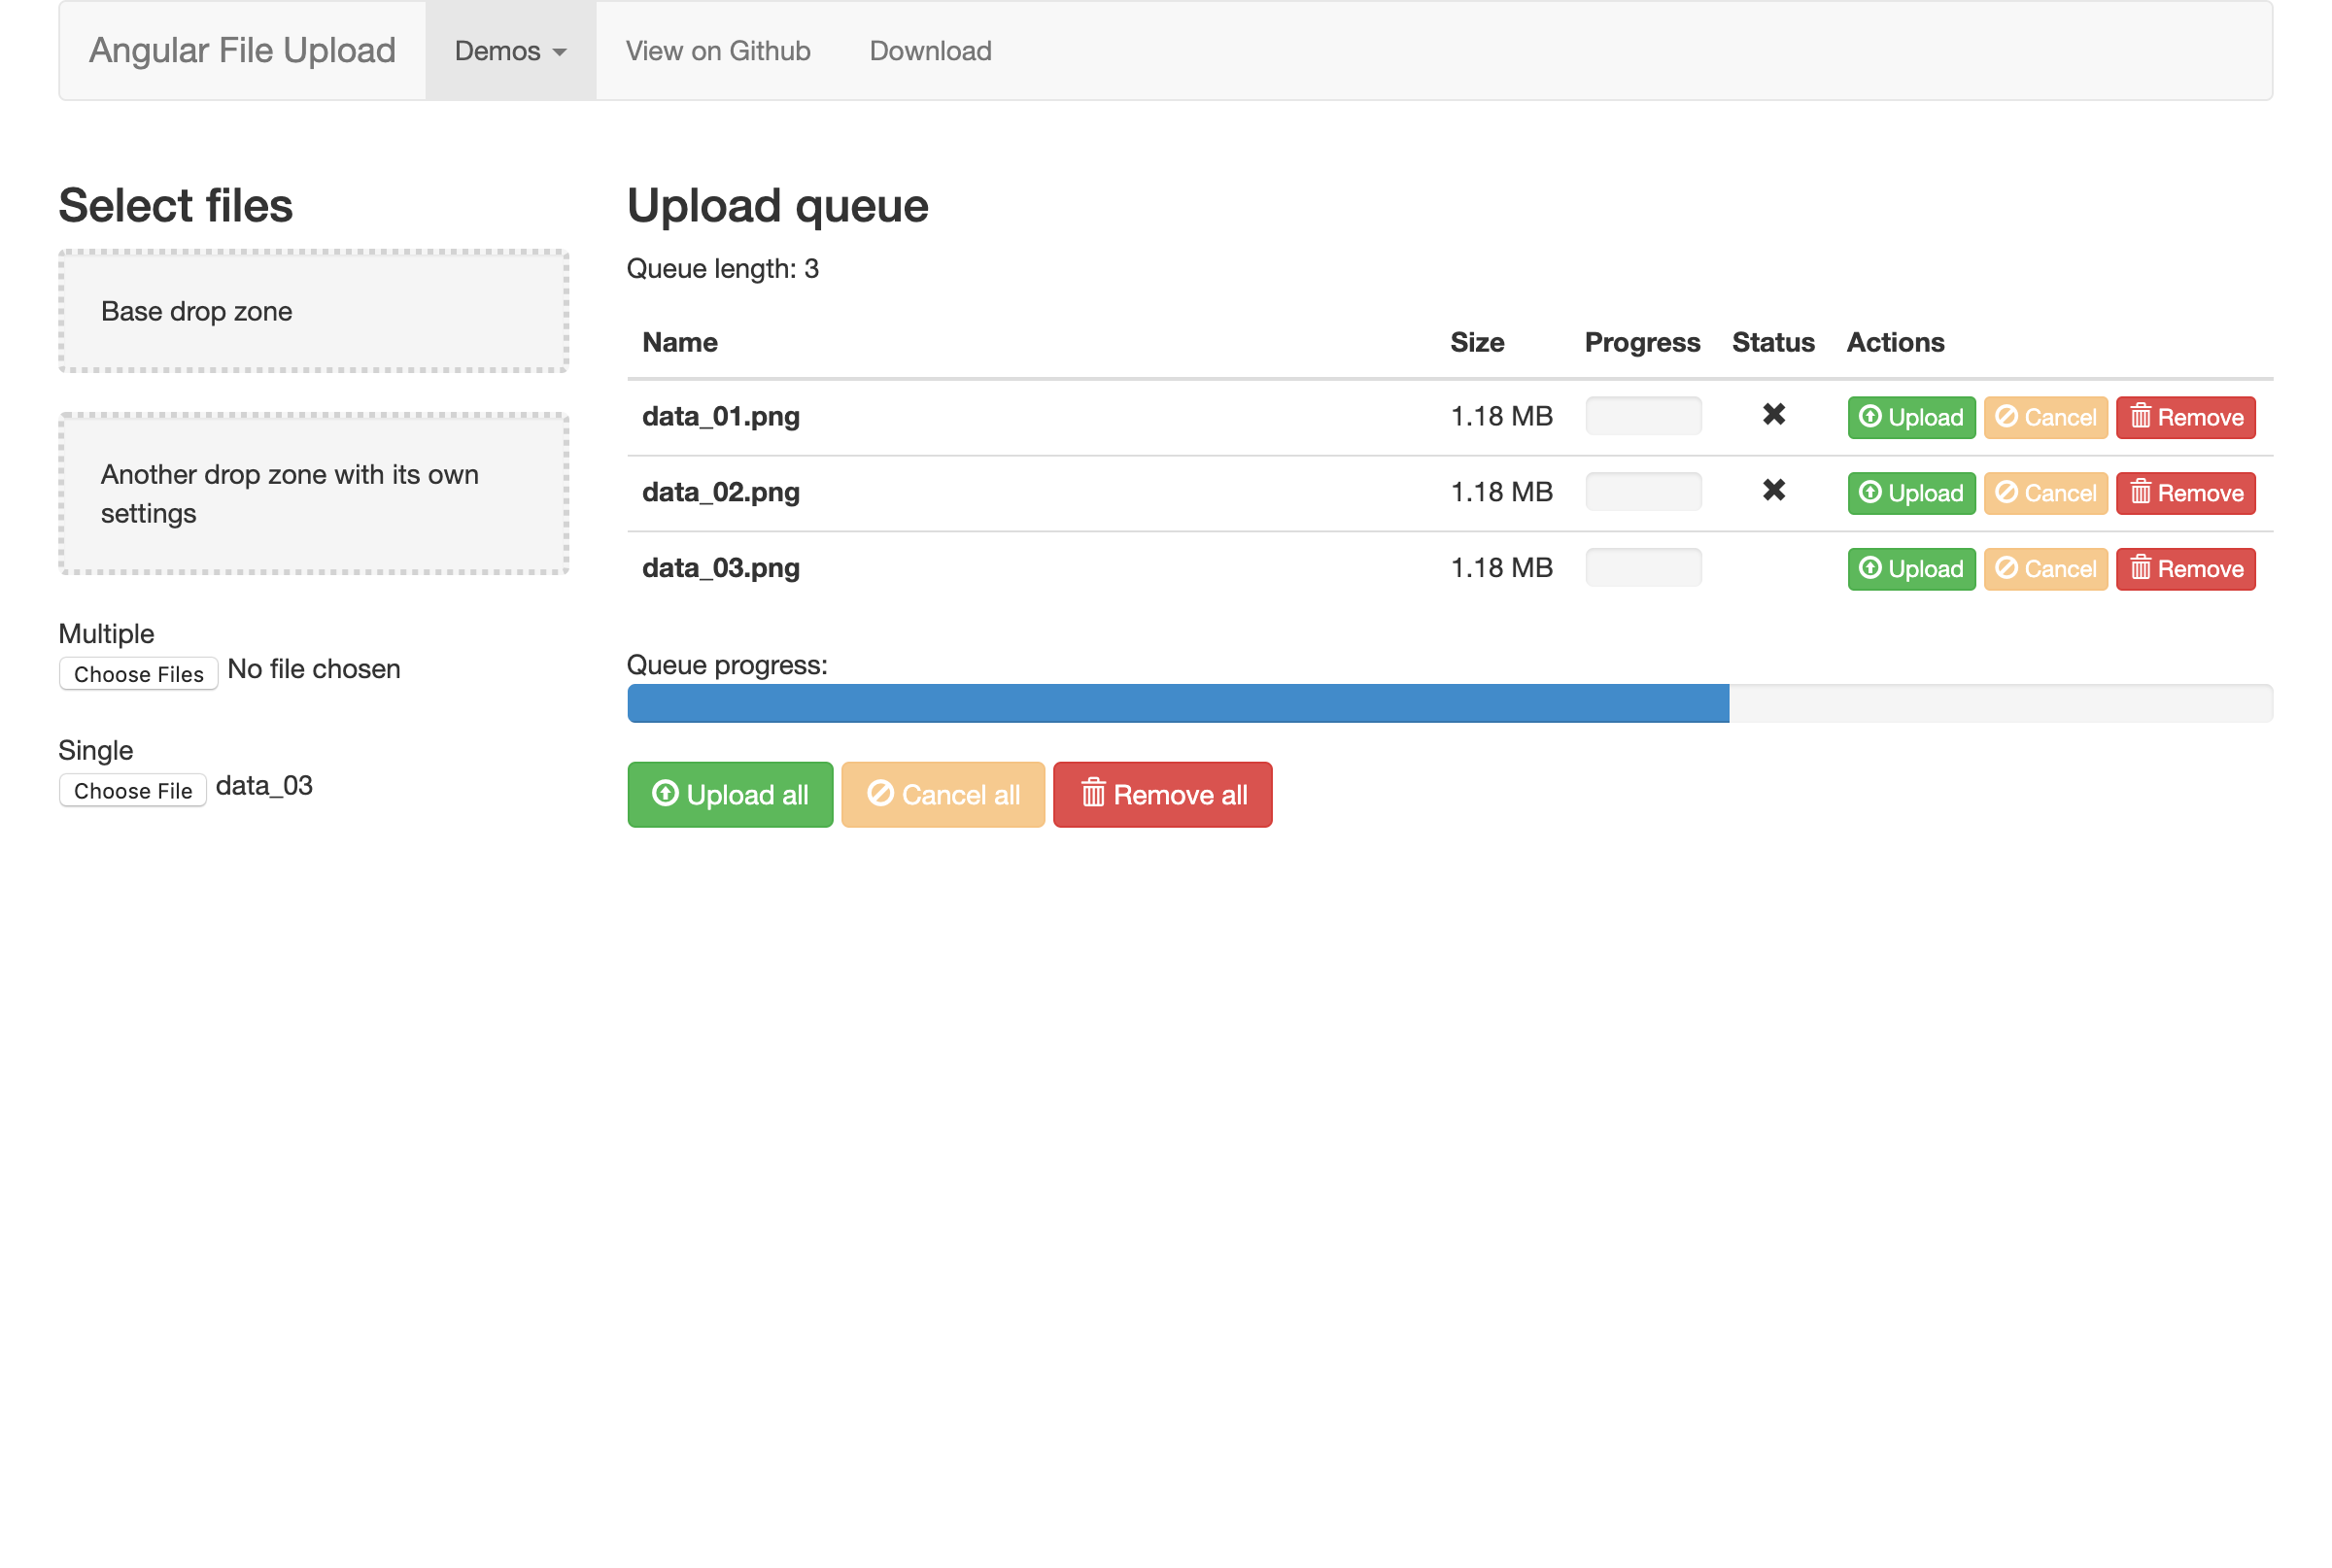 Angular File Upload Demos View on Github Download
Select files
Base drop zone
Another drop zone with its own
settings
Multiple
Choose Files No file chosen
Single
Choose File data_03
Upload queue
Queue length: 3
Name Size Progress Status Actions
data_01.png 1.18 MB Upload Cancel Remove
data_02.png 1.18 MB Upload Cancel Remove
data_03.png 1.18 MB Upload Cancel Remove
Queue progress:
Upload all Cancel all Remove all